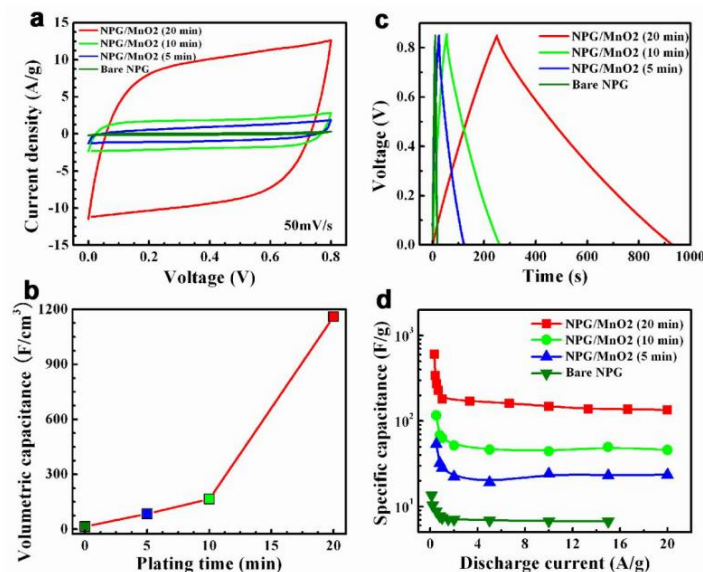 a
NPG/MnO2 (20 min)
NPG/MnO2 (10 min)
NPG/MnO2 (5 min)
Bare NPG
15
10
5
0
-5
-10
-15
Current density (A/g)
50mV/s
0.0 0.2 0.4 0.6 0.8
Voltage (V)
c
NPG/MnO2 (20 min)
NPG/MnO2 (10 min)
NPG/MnO2 (5 min)
Bare NPG
0.8
0.6
0.4
0.2
0.0
Voltage (V)
0 200 400 600 800 1000
Time (s)
b
1200
900
600
300
0
Volumetric capacitance (F/cm³)
0 5 10 15 20
Plating time (min)
d
NPG/MnO2 (20 min)
NPG/MnO2 (10 min)
NPG/MnO2 (5 min)
Bare NPG
10³
10²
10¹
Specific capacitance (F/g)
0 4 8 12 16 20
Discharge current (A/g)